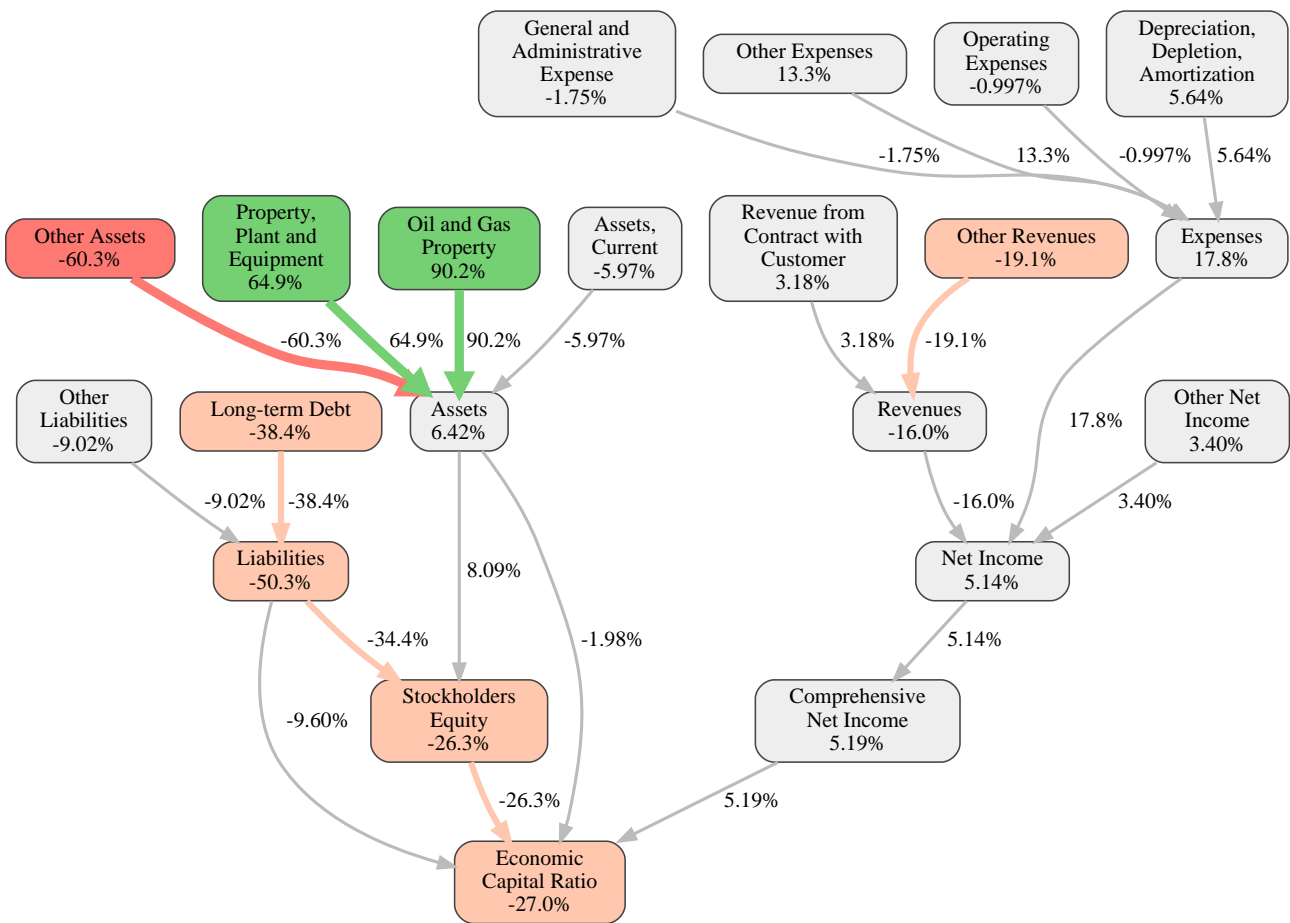 General and
Administrative
Expense
-1.75%
Other Expenses
13.3%
Operating
Expenses
-0.997%
Depreciation,
Depletion,
Amortization
5.64%
-1.75%
13.3%
-0.997%
5.64%
Other Assets
-60.3%
Property,
Plant and
Equipment
64.9%
Oil and Gas
Property
90.2%
Assets,
Current
-5.97%
Revenue from
Contract with
Customer
3.18%
Other Revenues
-19.1%
Expenses
17.8%
-60.3%
64.9%
90.2%
-5.97%
3.18%
-19.1%
Other
Liabilities
-9.02%
Long-term Debt
-38.4%
Assets
6.42%
Revenues
-16.0%
17.8%
Other Net
Income
3.40%
-9.02%
-38.4%
-16.0%
3.40%
Liabilities
-50.3%
8.09%
Net Income
5.14%
-34.4%
-1.98%
5.14%
-9.60%
Stockholders
Equity
-26.3%
Comprehensive
Net Income
5.19%
-26.3%
5.19%
Economic
Capital Ratio
-27.0%